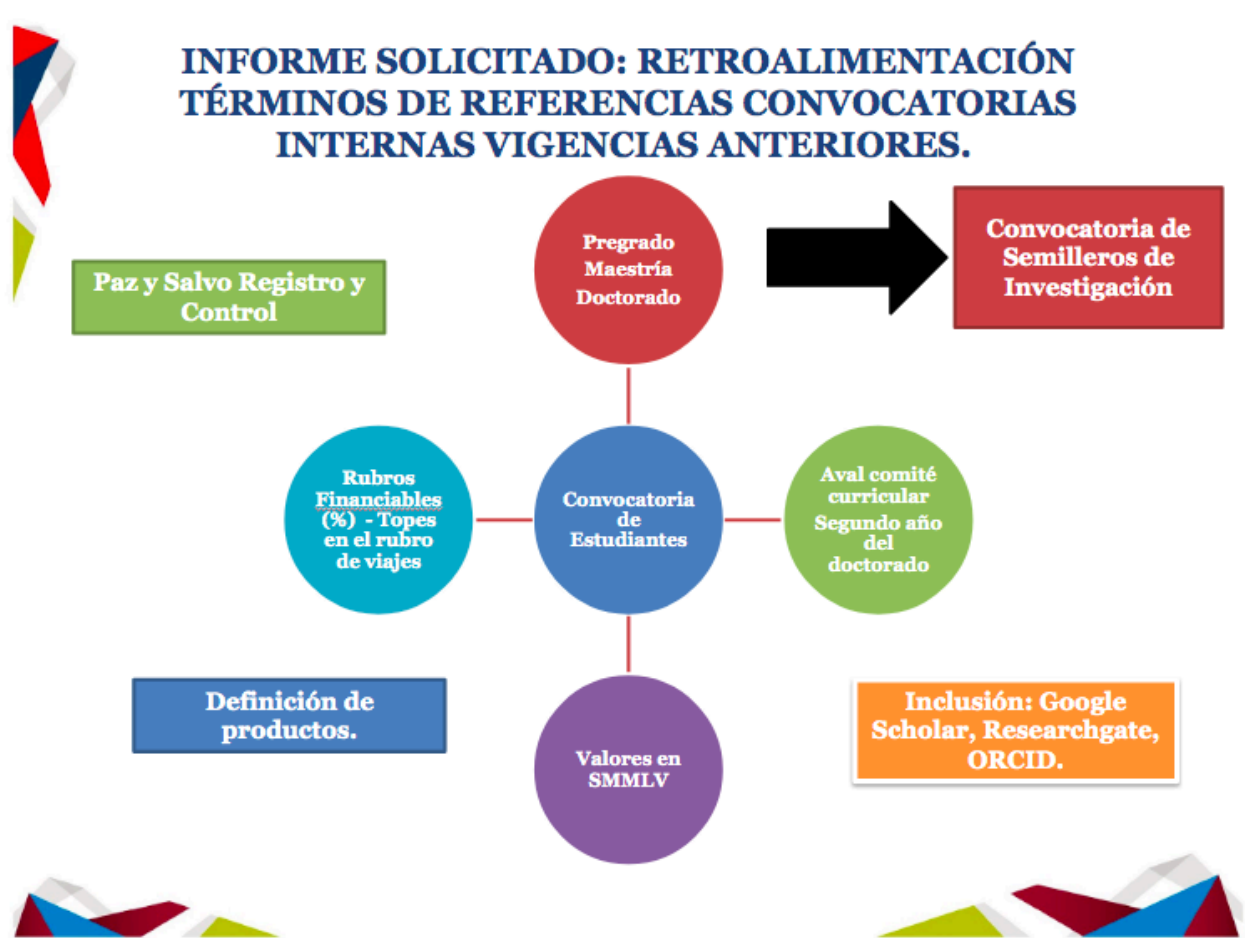 INFORME SOLICITADO: RETROALIMENTACIÓN
TÉRMINOS DE REFERENCIAS CONVOCATORIAS
INTERNAS VIGENCIAS ANTERIORES.
Pregrado
Maestría
Doctorado
Convocatoria de
Semilleros de
Investigación
Paz y Salvo Registro y
Control
Rubros
Financiables
(%) - Topes
en el rubro
de viajes
Convocatoria
de
Estudiantes
Aval comité
curricular
Segundo año
del
doctorado
Definición de
productos.
Valores en
SMMLV
Inclusión: Google
Scholar, Researchgate,
ORCID.